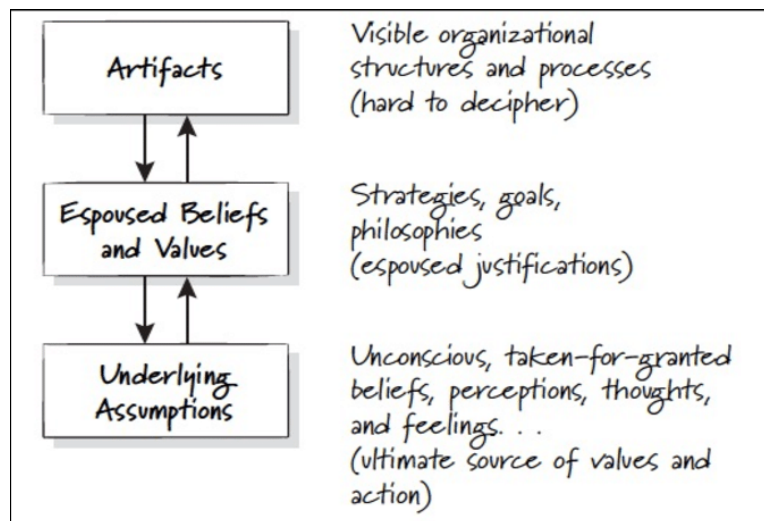 Artifacts
Visible organizational
structures and processes
(hard to decipher)
Espoused Beliefs
and Values
Strategies, goals,
philosophies
(espoused justifications)
Underlying
Assumptions
Unconscious, taken-for-granted
beliefs, perceptions, thoughts,
and feelings. . .
(ultimate source of values and
action)